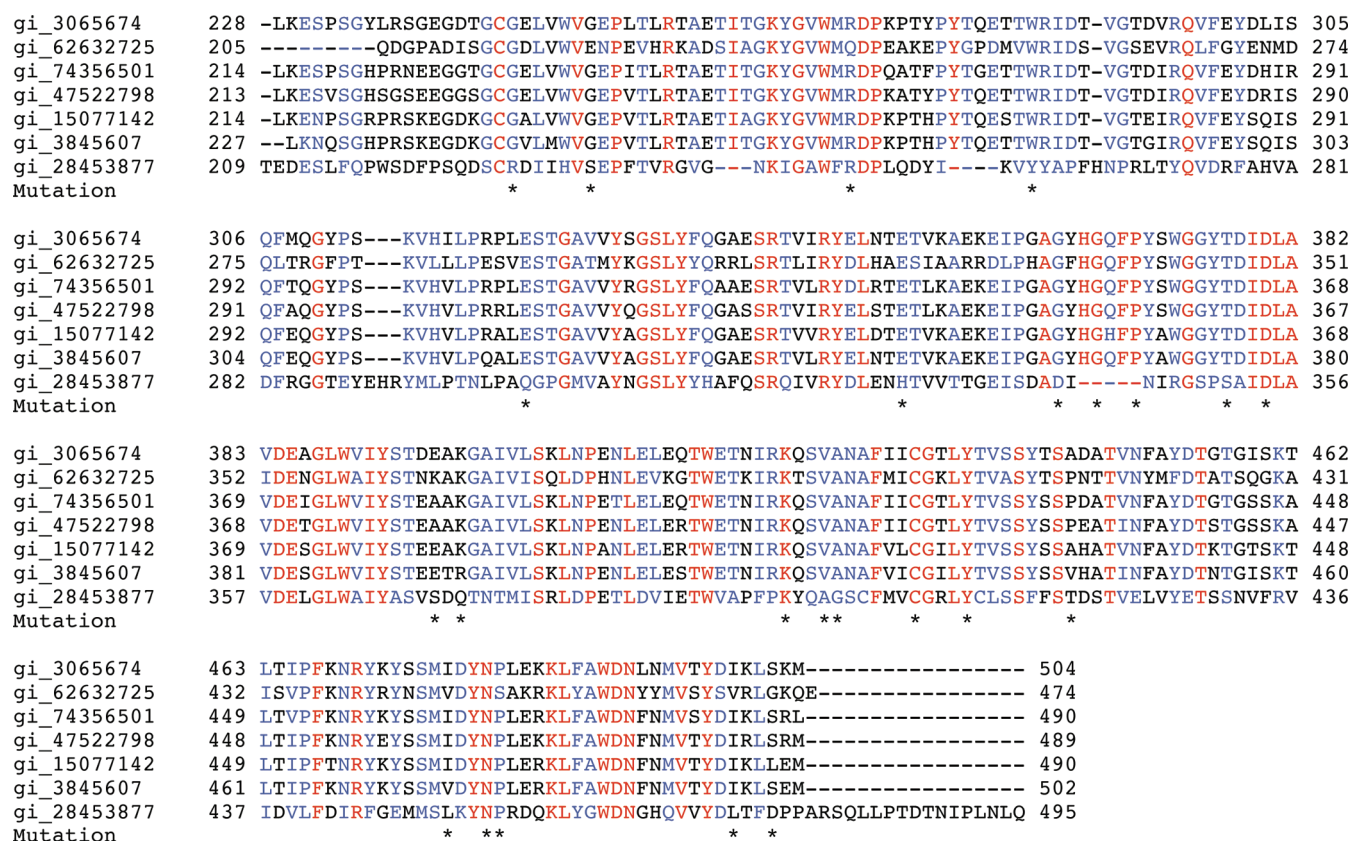 gi_3065674 228 -LKESPSGYLRSGEGDTGCGELVWVGEPLTLRTAETITGKYGVWMRDPKPTYPYTQETTWRIDT-VGTDVRQVFEYDLIS 305
gi_62632725 205 ---------QDGPADISGCGDLVWVENPEVHRKADSIAGKYGVWMQDPEAKEPYGPDMVWRIDS-VGSEVRQLFGYENMD 274
gi_74356501 214 -LKESPSGHPRNEEGGTGCGELVWVGEPITLRTAETITGKYGVWMRDPQATFPYTGETTWRIDT-VGTDIRQVFEYDHIR 291
gi_47522798 213 -LKESVSGHSGSEEGGSGCGELVWVGEPVTLRTAETITGKYGVWMRDPKATYPYTQETTWRIDT-VGTDIRQVFEYDRIS 290
gi_15077142 214 -LKENPSGRPRSKEGDKGCGALVWVGEPVTLRTAETIAGKYGVWMRDPKPTHPYTQESTWRIDT-VGTEIRQVFEYSQIS 291
gi_3845607 227 --LKNQSGHPRSKEGDKGCGVLMWVGEPVTLRTAETIAGKYGVWMRDPKPTHPYTQETTWRIDT-VGTGIRQVFEYSQIS 303
gi_28453877 209 TEDESLFQPWSDFPSQDSCRDIIHVSEPFTVRGVG---NKIGAWFRDPLQDYI----KVYYAPFHNPRLTYQVDRFAHVA 281
Mutation * * * *
gi_3065674 306 QFMQGYPS---KVHILPRPLESTGAVVYSGSLYFQGAESRTVIRYELNTETVKAEKEIPGAGYHGQFPYSWGGYTDIDLA 382
gi_62632725 275 QLTRGFPT---KVLLLPESVESTGATMYKGSLYYQRRLSRTLIRYDLHAESIAARRDLPHAGFHGQFPYSWGGYTDIDLA 351
gi_74356501 292 QFTQGYPS---KVHVLPRPLESTGAVVYRGSLYFQAAESRTVLRYDLRTETLKAEKEIPGAGYHGQFPYSWGGYTDIDLA 368
gi_47522798 291 QFAQGYPS---KVHVLPRRLESTGAVVYQGSLYFQGAESRTVLRYELSTETLKAEKEIPGAGYHGQFPYSWGGYTDIDLA 367
gi_15077142 292 QFEQGYPS---KVHVLPRALESTGAVVYAGSLYFQGAESRTVVRYELDTETVKAEKEIPGAGYHGHFPYAWGGYTDIDLA 368
gi_3845607 304 QFEQGYPS---KVHVLPQALESTGAVVYAGSLYFQGAESRTVLRYELNTETVKAEKEIPGAGYHGQFPYAWGGYTDIDLA 380
gi_28453877 282 DFRGGTEYEHRYMLPTNLPAQGPGMVAYNGSLYYHAFQSRQIVRYDLENHTVVTTGEISDADI-----NIRGSPSAIDLA 356
Mutation * * * * * * *
gi_3065674 383 VDEAGLWVIYSTDEAKGAIVLSKLNPENLELEQTWETNIRKQSVANAFIICGTLYTVSSYTSADATVNFAYDTGTGISKT 462
gi_62632725 352 IDENGLWAIYSTNKAKGAIVISQLDPHNLEVKGTWETKIRKTSVANAFMICGTLYTVASYTSPNTTVNYMFDTATSQGKA 431
gi_74356501 369 VDEIGLWVIYSTEAAKGAIVLSKLNPETLELEQTWETNIRKQSVANAFIICGTLYTVASYTSPDATVNFAYDTGTGSSKA 448
gi_47522798 368 VDETGLWVIYSTEAAKGAIVLSKLNPETLELERTWETNIRKQSVANAFIICGTLYTVSSYSSPEATINFAYDTSTGSSKA 447
gi_15077142 369 VDESGLWVIYSTEEAKGAIVLSKLNPANLELERTWETNIRKQSVANAFVLCGILYTVSSYSSAHATVNFAYDTKTGTSKT 448
gi_3845607 381 VDESGLWVIYSTEETRGAIVLSKLNPENLELESTWETNIRKQSVANAFVICGILYTVSSYSSVHATINFAYDTNTGISKT 460
gi_28453877 357 VDELGLWAIYASVSDQTNTMISRLDPETLDVIETWVAPFPKYQAGSCFMVCGRLYCLSSFFSTDSTVELVYETSSNVFRV 436
Mutation * * * ** * * *
gi_3065674 463 LTIPFKNRYKYSSMIDYNPLEKKLFAWDNLNMVTYDIKLSKM----------------- 504
gi_62632725 432 ISVPFKNRYRYNSMVDYNSAKRKLYAWDNYYMVSYSVRLGKQE---------------- 474
gi_74356501 449 LTVPFKNRYKYSSMIDYNPLERKLFAWDNFNMVSYDIKLSRL----------------- 490
gi_47522798 448 LTIPFKNRYEYSSMIDYNPLEKKLFAWDNFNMVTYDIRLSRM----------------- 489
gi_15077142 449 LTIPFTNRYKYSSMIDYNPLERKLFAWDNFNMVTYDIKLLEM----------------- 490
gi_3845607 461 LTIPFKNRYKYSSMVDYNPLERKLFAWDNFNMVTYDIKLSEM----------------- 502
gi_28453877 437 IDVLFDIRFGEMMSLKYNPRDQKLYGWDNGHQVVYDLTFDPPARSQLLPTDTNIPLNLQ 495
Mutation * ** * *